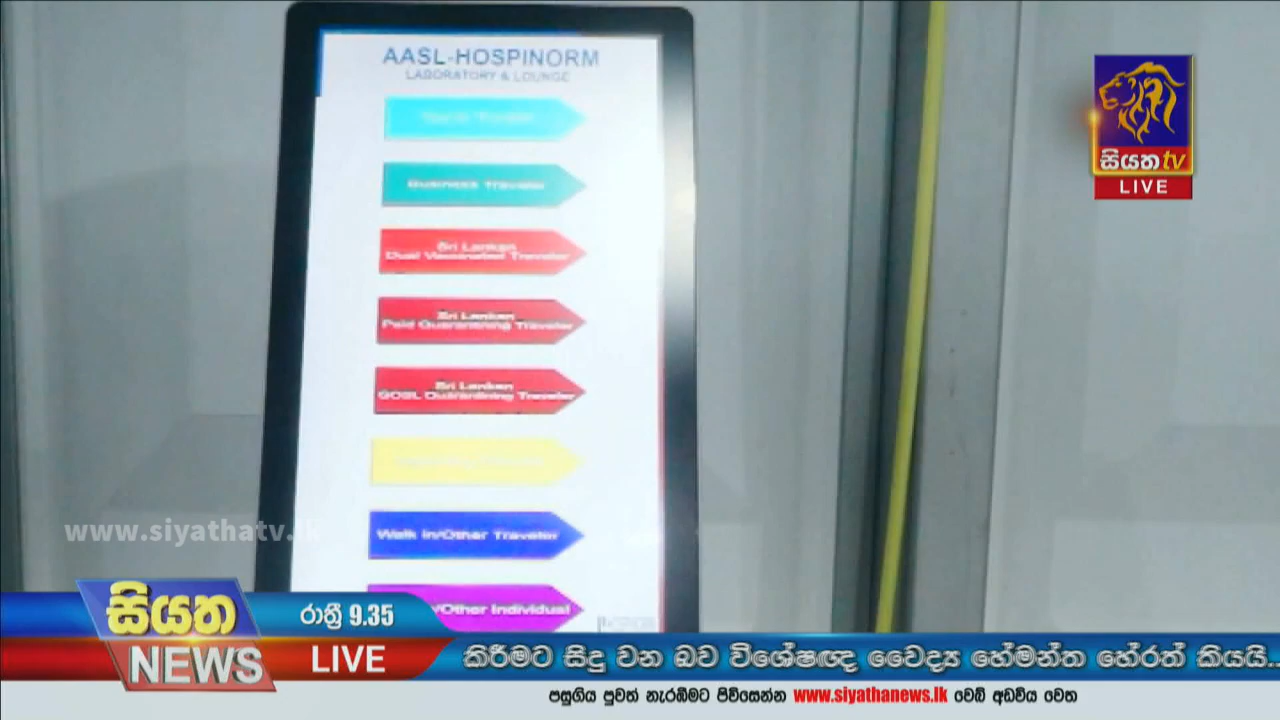 AASL-HOSPINORM
LABORATORY & LOUNGE
Business Traveler
Sri Lankan
Dual Vaccinated Traveler
Sri Lankan
Paid Quarantining Traveler
Sri Lankan
GOSL Quarantining Traveler
Walk in/Other Traveler
/Other Individual
සියත tv
LIVE
www.siyathatv.lk
සියත
NEWS
රාත්‍රී 9.35
LIVE
කිරීමට සිදු වන බව විශේෂඥ වෛද්‍ය හේමන්ත හේරත් කියයි..
පසුගිය පුවත් නැරඹීමට පිවිසෙන්න www.siyathanews.lk වෙබ් අඩවිය වෙත